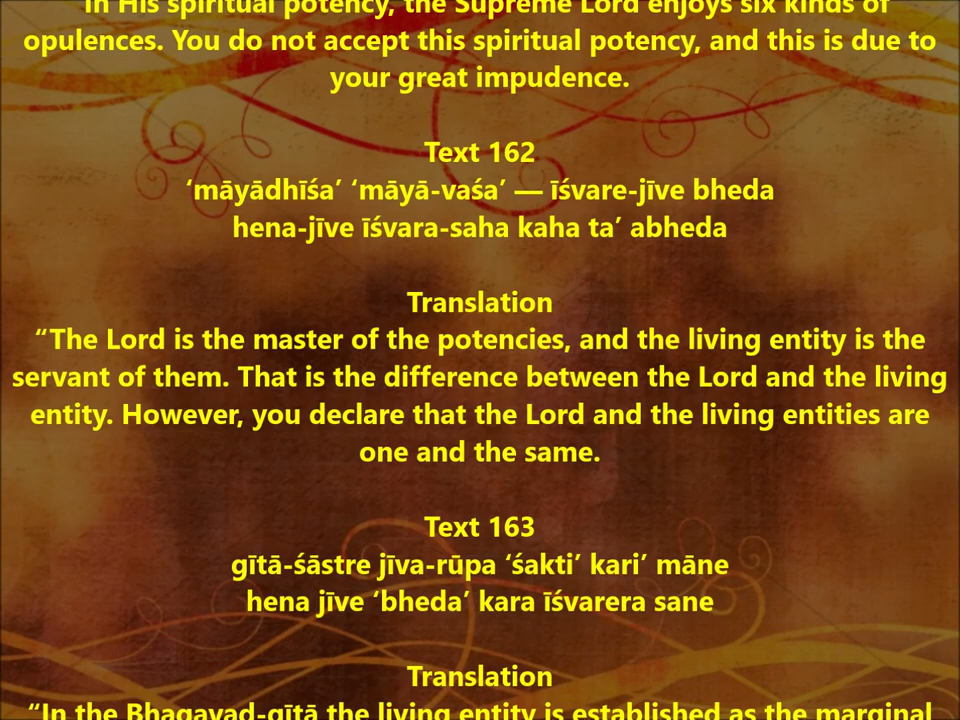 In His spiritual potency, the Supreme Lord enjoys six kinds of
opulences. You do not accept this spiritual potency, and this is due to
your great impudence.
Text 162
‘māyādhīśa’ ‘māyā-vaśa’ — īśvare-jīve bheda
hena-jīve īśvara-saha kaha ta’ abheda
Translation
“The Lord is the master of the potencies, and the living entity is the
servant of them. That is the difference between the Lord and the living
entity. However, you declare that the Lord and the living entities are
one and the same.
Text 163
gītā-śāstre jīva-rūpa ‘śakti’ kari’ māne
hena jīve ‘bheda’ kara īśvarera sane
Translation
“In the Bhagavad-gītā the living entity is established as the marginal